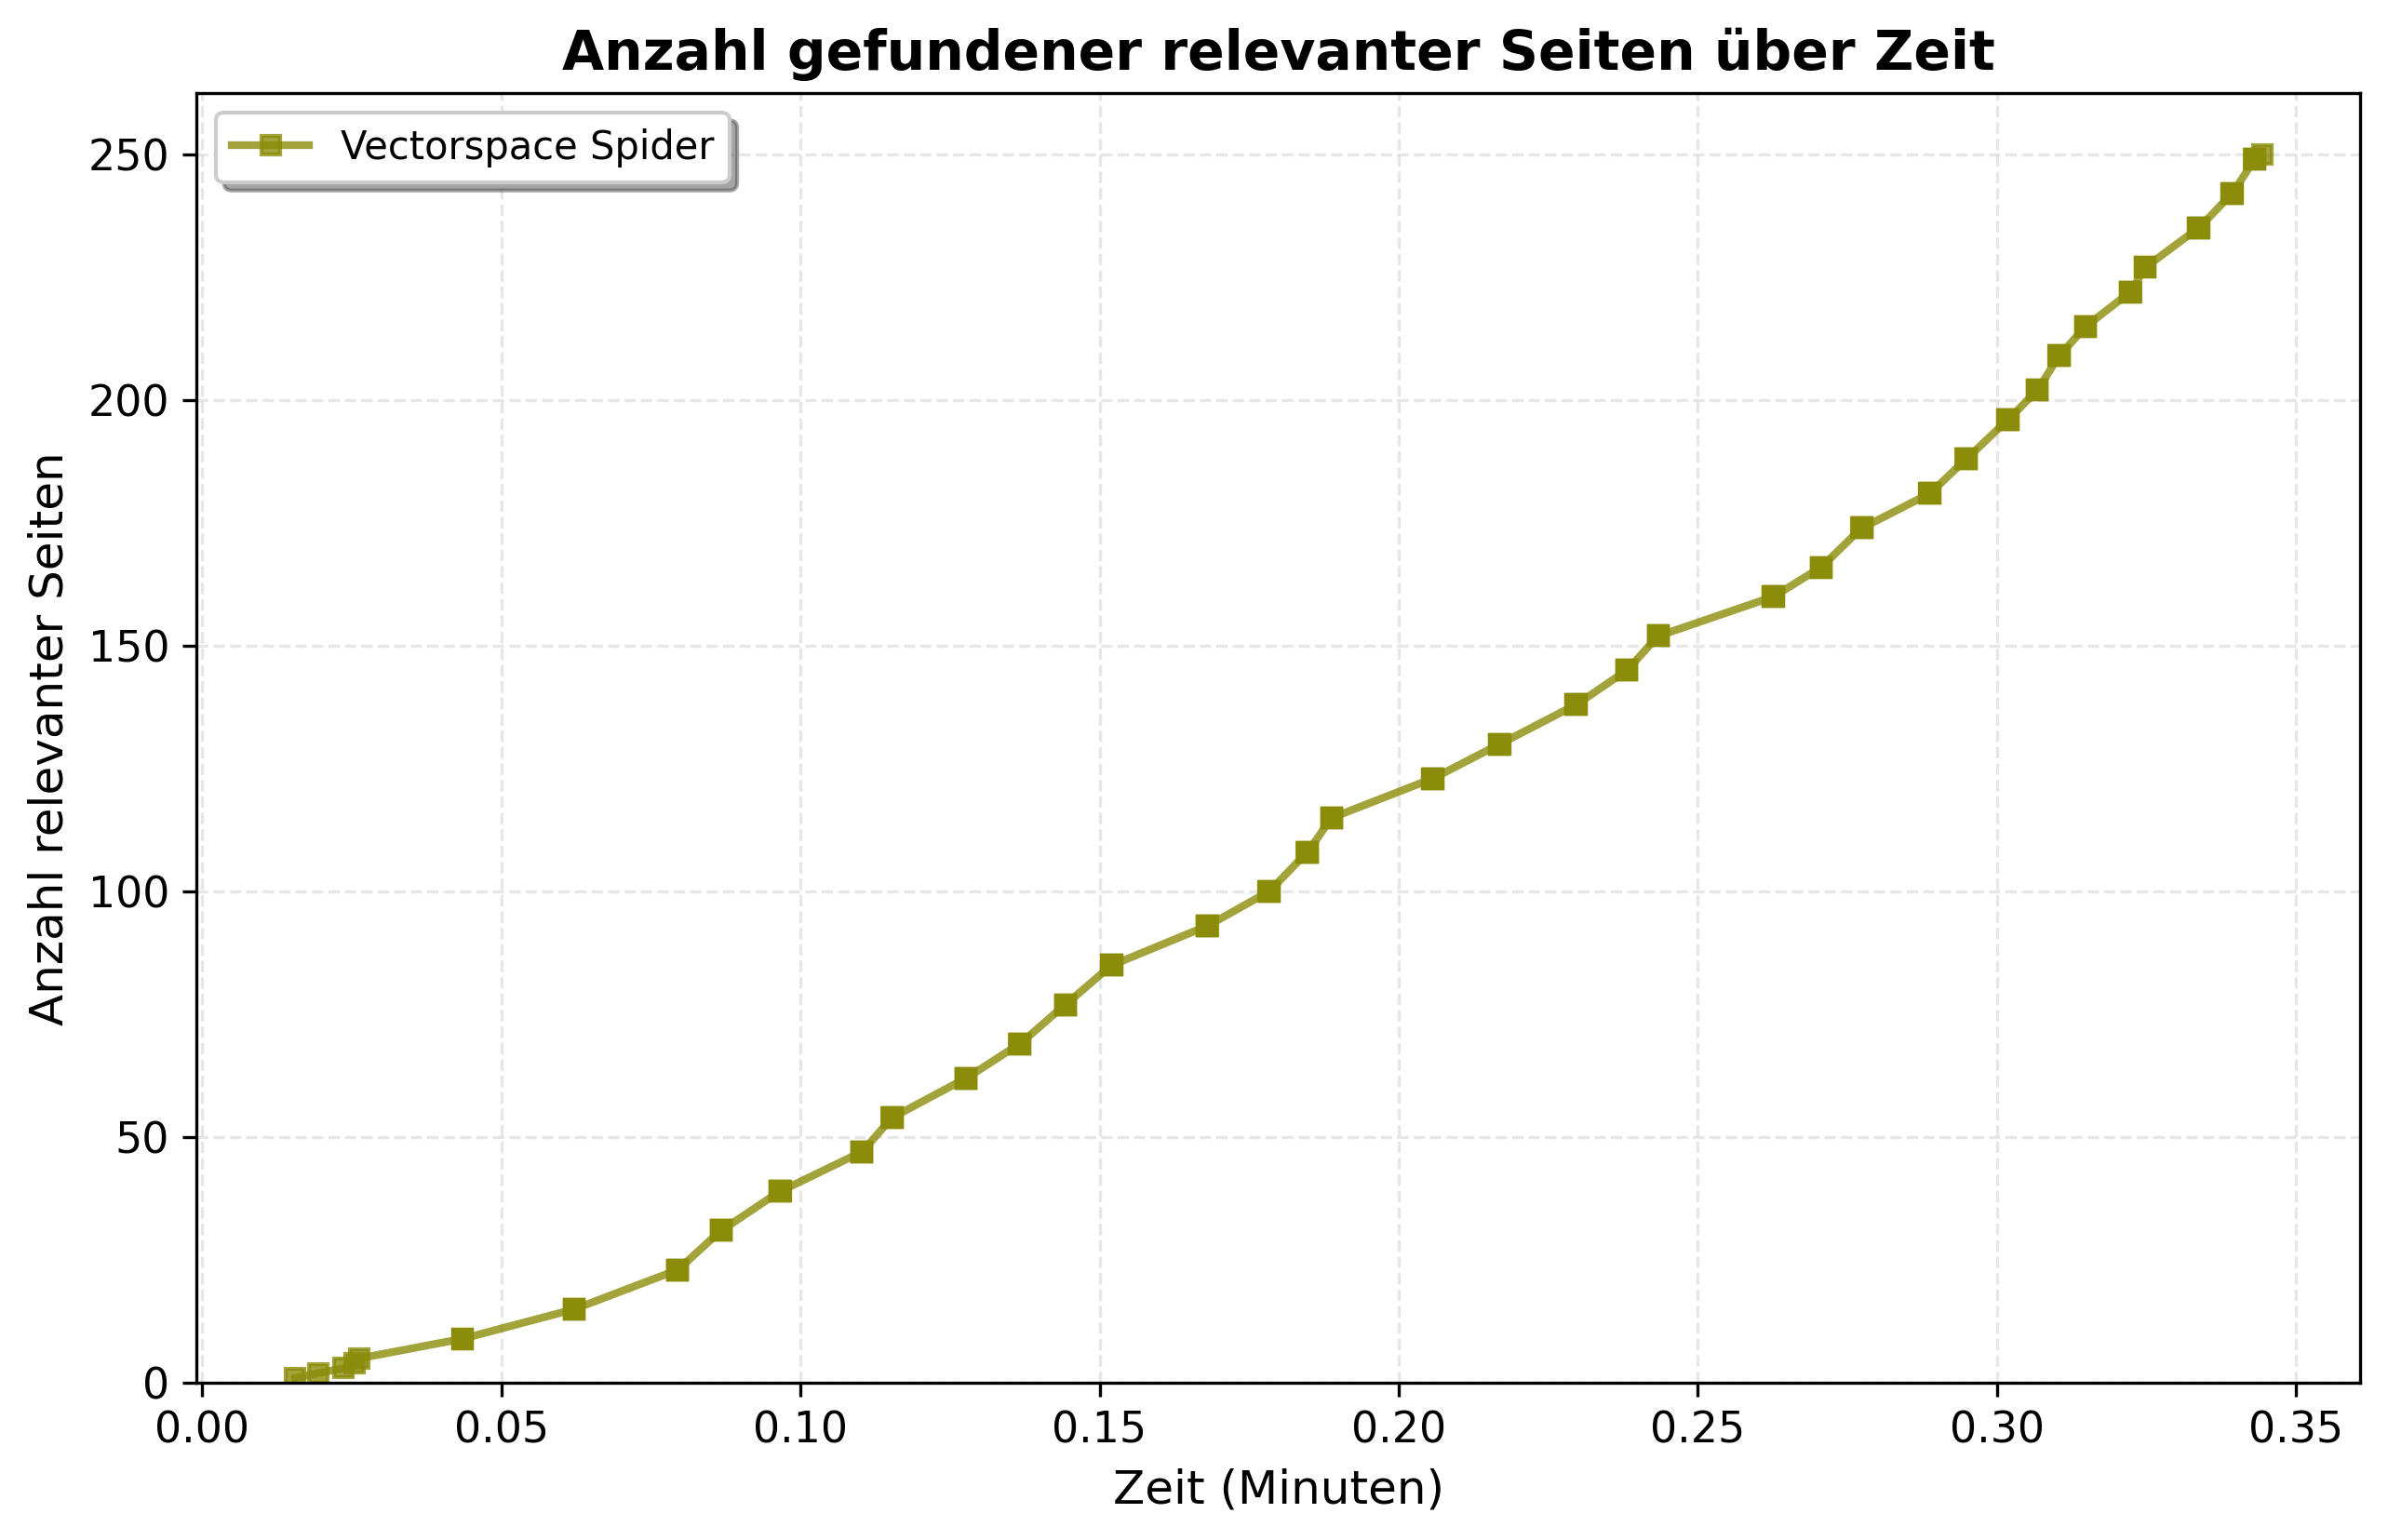 Anzahl gefundener relevanter Seiten über Zeit
Vectorspace Spider
Anzahl relevanter Seiten
250
200
150
100
50
0
0.00 0.05 0.10 0.15 0.20 0.25 0.30 0.35
Zeit (Minuten)